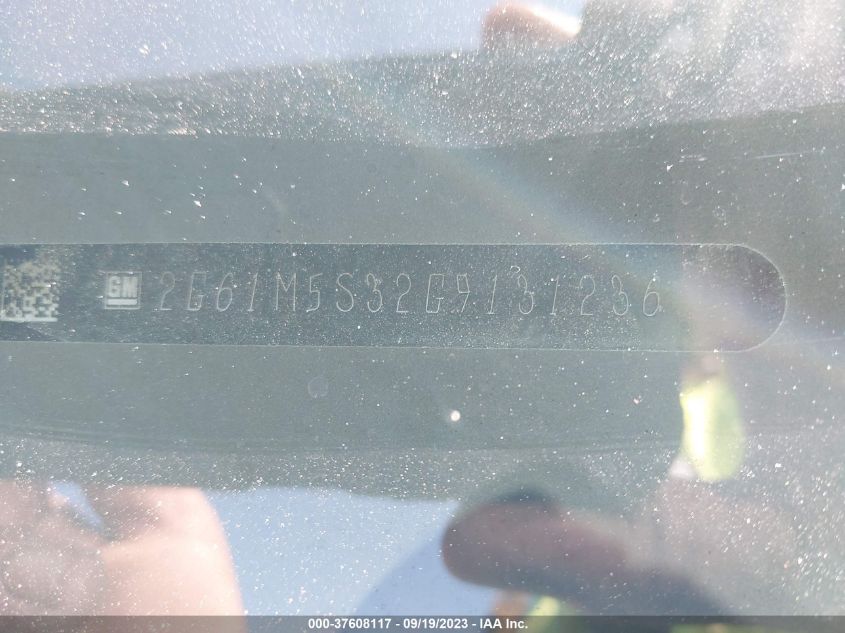 GM 2G61M5S32G9131236
000-37608117 - 09/19/2023 - IAA Inc.